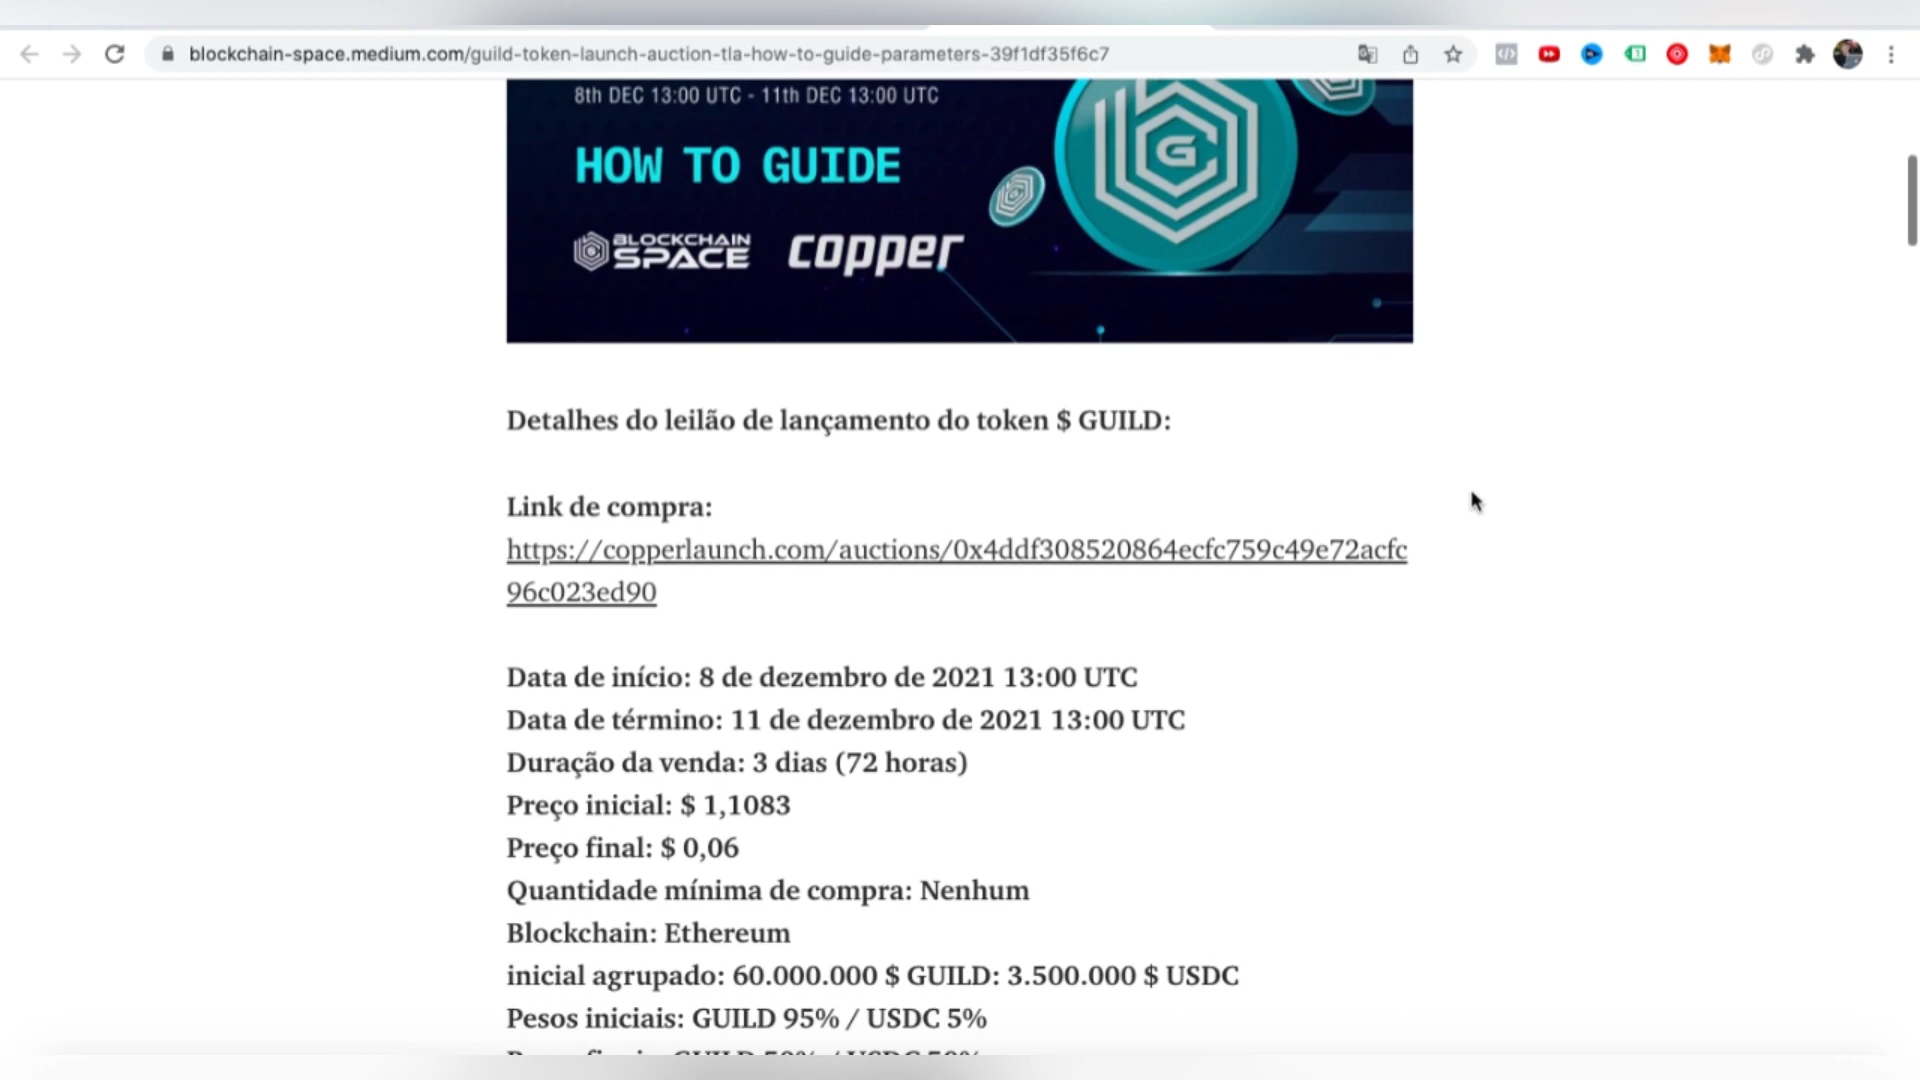 blockchain-space.medium.com/guild-token-launch-auction-tla-how-to-guide-parameters-39f1df35f6c7
8th DEC 13:00 UTC - 11th DEC 13:00 UTC
HOW TO GUIDE
BLOCKCHAIN
SPACE
copper
G
Detalhes do leilão de lançamento do token $ GUILD:
Link de compra:
https://copperlaunch.com/auctions/0x4ddf308520864ecfc759c49e72acfc
96c023ed90
Data de início: 8 de dezembro de 2021 13:00 UTC
Data de término: 11 de dezembro de 2021 13:00 UTC
Duração da venda: 3 dias (72 horas)
Preço inicial: $ 1,1083
Preço final: $ 0,06
Quantidade mínima de compra: Nenhum
Blockchain: Ethereum
inicial agrupado: 60.000.000 $ GUILD: 3.500.000 $ USDC
Pesos iniciais: GUILD 95% / USDC 5%